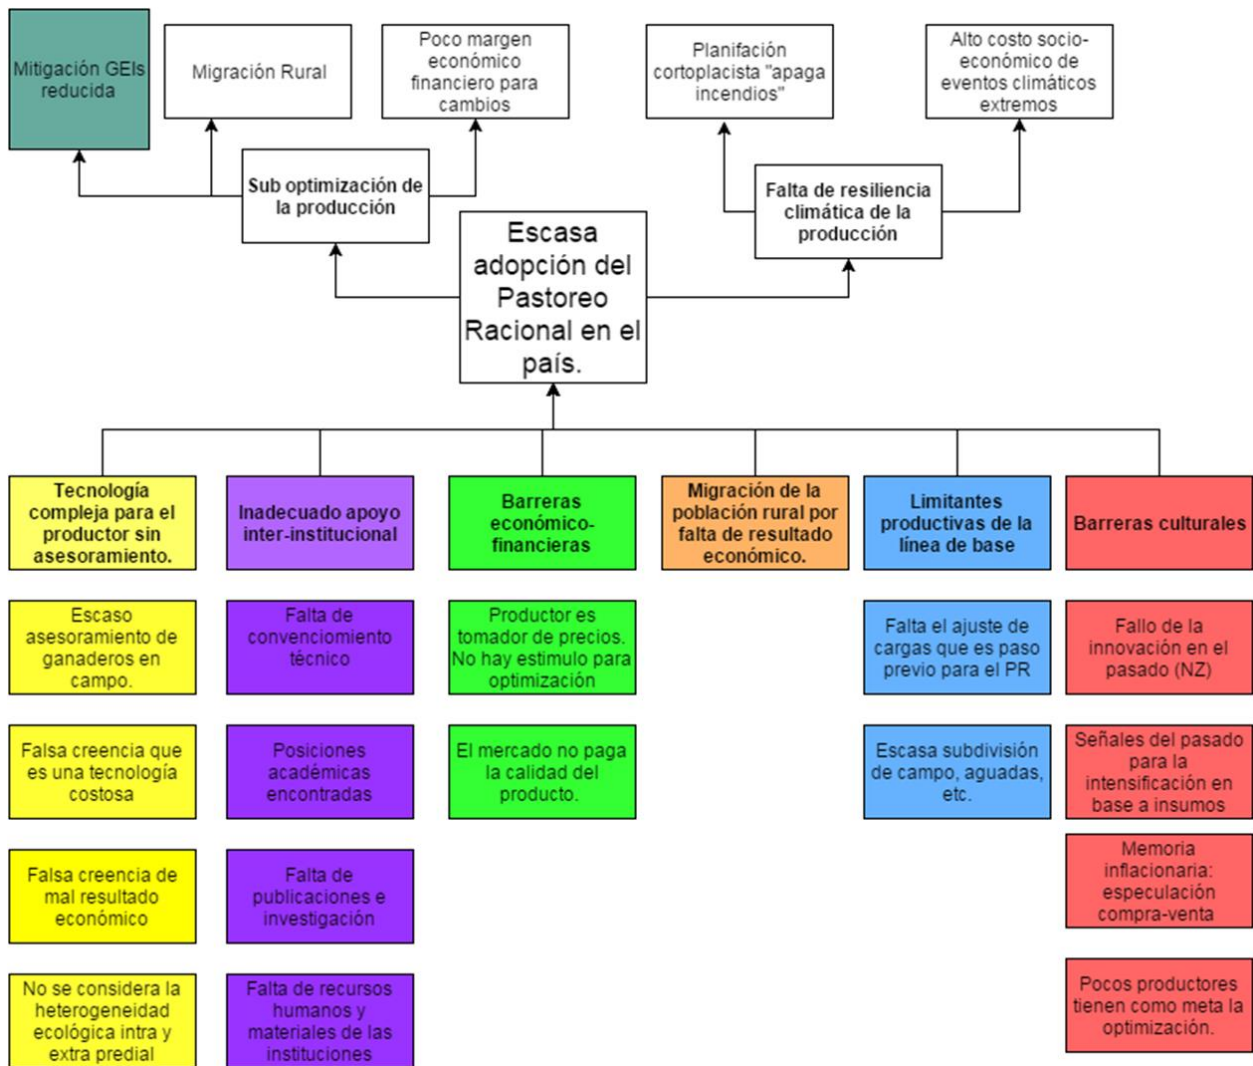 Mitigación GEIs
reducida
Migración Rural
Poco margen
económico
financiero para
cambios
Planifación
cortoplacista "apaga
incendios"
Alto costo socio-
económico de
eventos climáticos
extremos
Sub optimización de
la producción
Falta de resiliencia
climática de la
producción
Escasa
adopción del
Pastoreo
Racional en el
país.
Tecnología
compleja para el
productor sin
asesoramiento.
Inadecuado apoyo
inter-institucional
Barreras
económico-
financieras
Migración de la
población rural por
falta de resultado
económico.
Limitantes
productivas de la
línea de base
Barreras culturales
Escaso
asesoramiento de
ganaderos en
campo.
Falta de
convenciomiento
técnico
Productor es
tomador de precios.
No hay estimulo para
optimización
Falta el ajuste de
cargas que es paso
previo para el PR
Fallo de la
innovación en el
pasado (NZ)
Falsa creencia que
es una tecnología
costosa
Posiciones
académicas
encontradas
El mercado no paga
la calidad del
producto.
Escasa subdivisión
de campo, aguadas,
etc.
Señales del pasado
para la
intensificación en
base a insumos
Falsa creencia de
mal resultado
económico
Falta de
publicaciones e
investigación
Memoria
inflacionaria:
especulación
compra-venta
No se considera la
heterogeneidad
ecológica intra y
extra predial
Falta de recursos
humanos y
materiales de las
instituciones
Pocos productores
tienen como meta la
optimización.